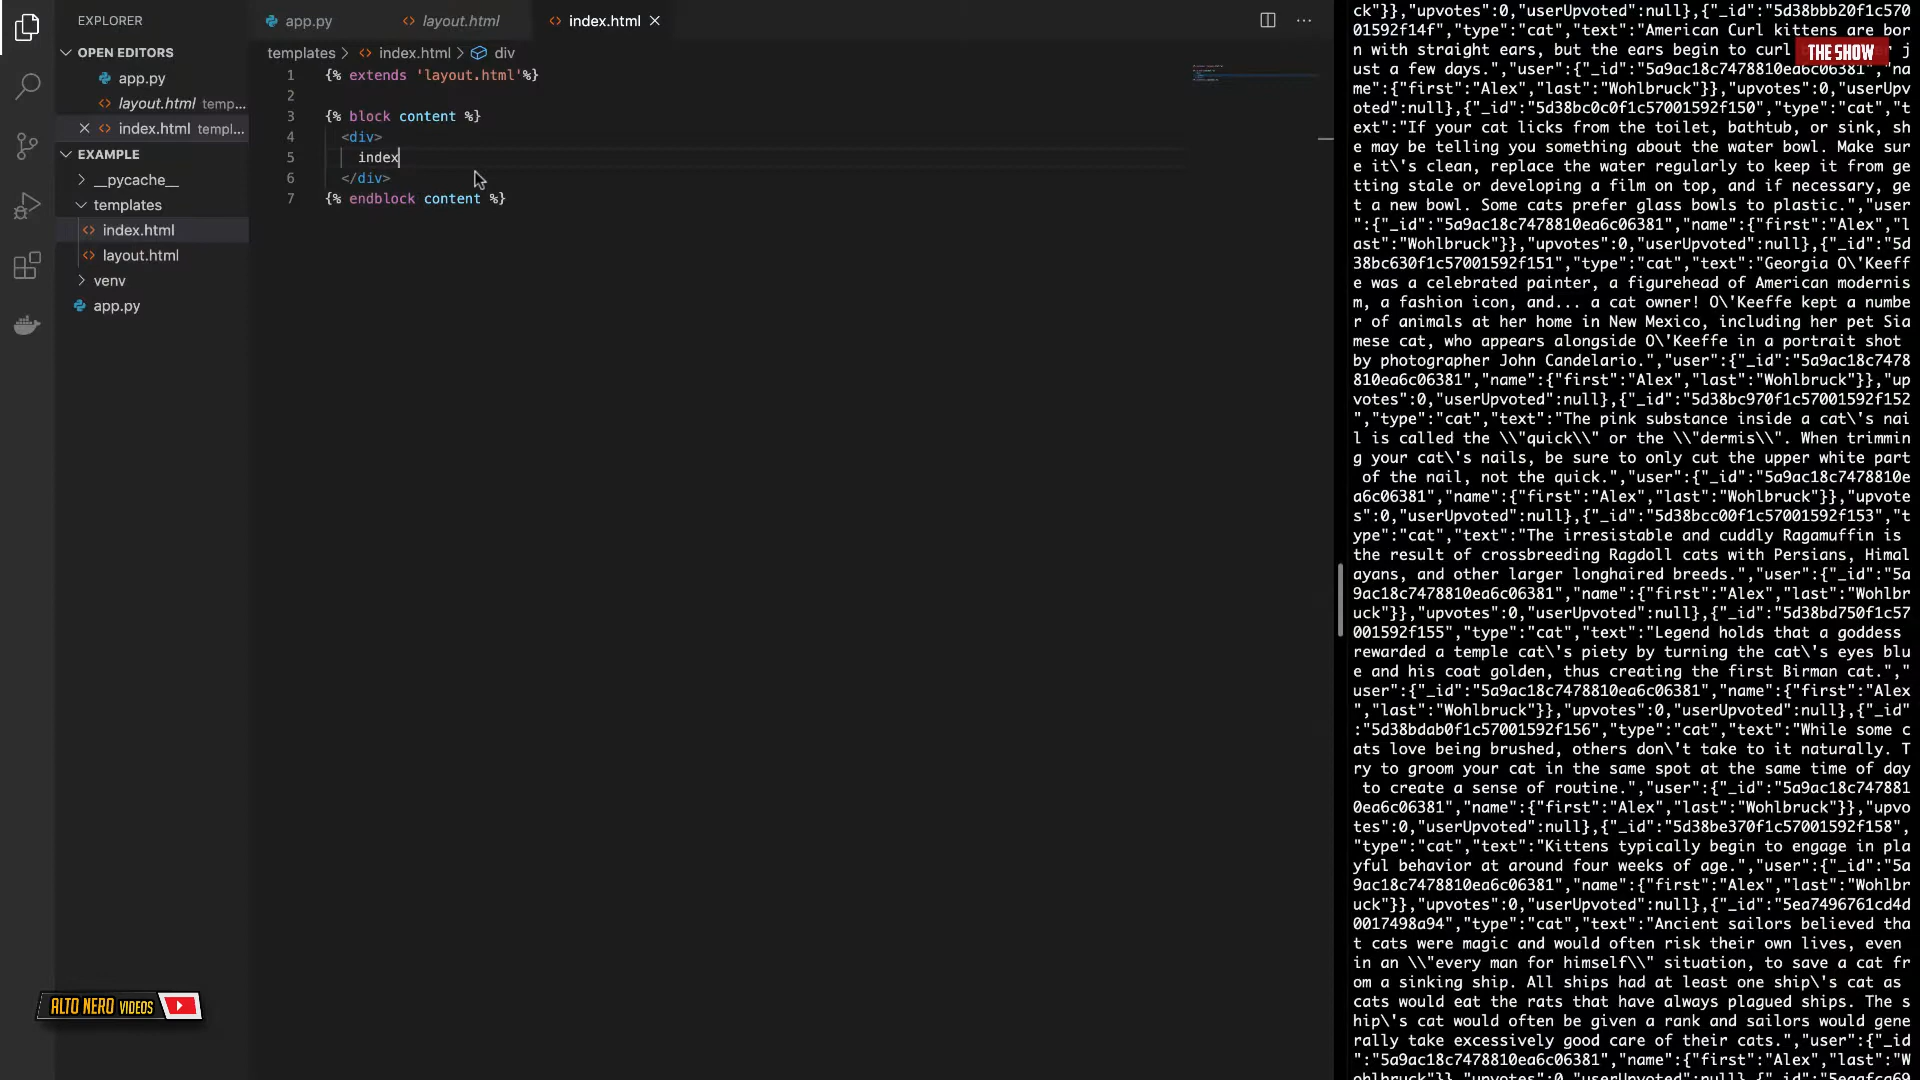 EXPLORER
OPEN EDITORS
app.py
layout.html temp...
index.html templ...
EXAMPLE
__pycache__
templates
index.html
layout.html
venv
app.py
app.py
layout.html
index.html
templates > index.html > div
1 {% extends 'layout.html'%}
2
3 {% block content %}
4 <div>
5 index
6 </div>
7 {% endblock content %}
ck"}},"upvotes":0,"userUpvoted":null},{"_id":"5d38bbb20f1c570
01592f14f","type":"cat","text":"American Curl kittens are bor
n with straight ears, but the ears begin to curl
THE SHOW
ust a few days.","user":{"_id":"5a9ac18c7478810ea6c06381","na
me":{"first":"Alex","last":"Wohlbruck"}},"upvotes":0,"userUpv
oted":null},{"_id":"5d38bc0c0f1c57001592f150","type":"cat","t
ext":"If your cat licks from the toilet, bathtub, or sink, sh
e may be telling you something about the water bowl. Make sur
e it\'s clean, replace the water regularly to keep it from ge
tting stale or developing a film on top, and if necessary, ge
t a new bowl. Some cats prefer glass bowls to plastic.","user
":{"_id":"5a9ac18c7478810ea6c06381","name":{"first":"Alex","l
ast":"Wohlbruck"}},"upvotes":0,"userUpvoted":null},{"_id":"5d
38bc630f1c57001592f151","type":"cat","text":"Georgia O\'Keeff
e was a celebrated painter, a figurehead of American modernis
m, a fashion icon, and... a cat owner! O\'Keeffe kept a numbe
r of animals at her home in New Mexico, including her pet Sia
mese cat, who appears alongside O\'Keeffe in a portrait shot
by photographer John Candelario.","user":{"_id":"5a9ac18c7478
810ea6c06381","name":{"first":"Alex","last":"Wohlbruck"}},"up
votes":0,"userUpvoted":null},{"_id":"5d38bc970f1c57001592f152
","type":"cat","text":"The pink substance inside a cat\'s nai
l is called the \\"quick\\" or the \\"dermis\\". When trimmin
g your cat\'s nails, be sure to only cut the upper white part
of the nail, not the quick.","user":{"_id":"5a9ac18c7478810e
a6c06381","name":{"first":"Alex","last":"Wohlbruck"}},"upvote
s":0,"userUpvoted":null},{"_id":"5d38bcc00f1c57001592f153","t
ype":"cat","text":"The irresistable and cuddly Ragamuffin is
the result of crossbreeding Ragdoll cats with Persians, Himal
ayans, and other larger longhaired breeds.","user":{"_id":"5a
9ac18c7478810ea6c06381","name":{"first":"Alex","last":"Wohlbr
uck"}},"upvotes":0,"userUpvoted":null},{"_id":"5d38bd750f1c57
001592f155","type":"cat","text":"Legend holds that a goddess
rewarded a temple cat\'s piety by turning the cat\'s eyes blu
e and his coat golden, thus creating the first Birman cat.","
user":{"_id":"5a9ac18c7478810ea6c06381","name":{"first":"Alex
","last":"Wohlbruck"}},"upvotes":0,"userUpvoted":null},{"_id"
:"5d38bdab0f1c57001592f156","type":"cat","text":"While some c
ats love being brushed, others don\'t take to it naturally. T
ry to groom your cat in the same spot at the same time of day
to create a sense of routine.","user":{"_id":"5a9ac18c747881
0ea6c06381","name":{"first":"Alex","last":"Wohlbruck"}},"upvo
tes":0,"userUpvoted":null},{"_id":"5d38be370f1c57001592f158",
"type":"cat","text":"Kittens typically begin to engage in pla
yful behavior at around four weeks of age.","user":{"_id":"5a
9ac18c7478810ea6c06381","name":{"first":"Alex","last":"Wohlbr
uck"}},"upvotes":0,"userUpvoted":null},{"_id":"5ea7496761cd4d
0017498a94","type":"cat","text":"Ancient sailors believed tha
t cats were magic and would often risk their own lives, even
in an \\"every man for himself\\" situation, to save a cat fr
om a sinking ship. All ships had at least one ship\'s cat as
cats would eat the rats that have always plagued ships. The s
hip\'s cat would often be given a rank and sailors would gene
rally take excessively good care of their cats.","user":{"_id
":"5a9ac18c7478810ea6c06381","name":{"first":"Alex","last":"W
ohlbruck"}},"upvotes":0,"userUpvoted":null},
ALTO NERO VIDEOS